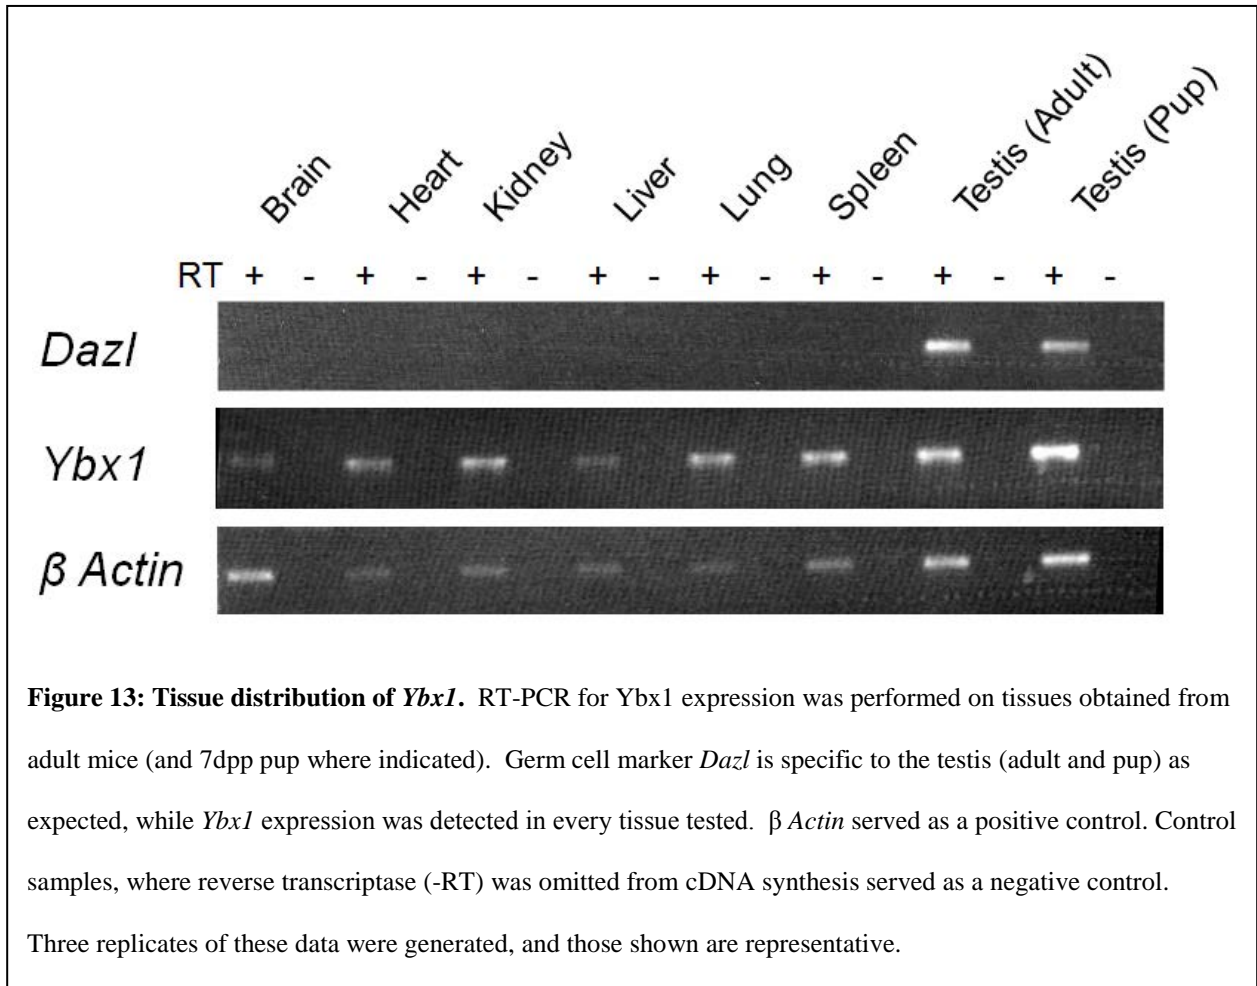 Brain Heart Kidney Liver Lung Spleen Testis (Adult) Testis (Pup)
RT + - + - + - + - + - + - + - + -
Dazl
Ybx1
β Actin
Figure 13: Tissue distribution of Ybx1. RT-PCR for Ybx1 expression was performed on tissues obtained from
adult mice (and 7dpp pup where indicated). Germ cell marker Dazl is specific to the testis (adult and pup) as
expected, while Ybx1 expression was detected in every tissue tested. β Actin served as a positive control. Control
samples, where reverse transcriptase (-RT) was omitted from cDNA synthesis served as a negative control.
Three replicates of these data were generated, and those shown are representative.